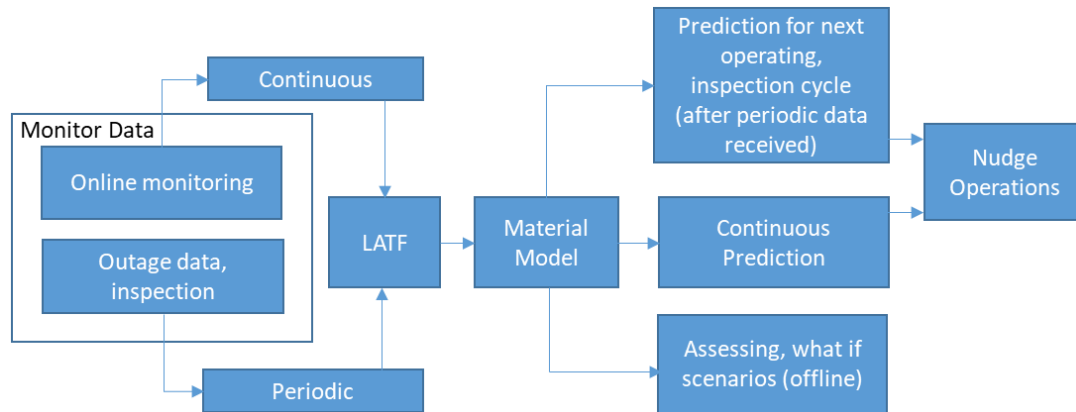 Continuous
Monitor Data
Online monitoring
Outage data,
inspection
Periodic
LATF
Material
Model
Prediction for next
operating,
inspection cycle
(after periodic data
received)
Continuous
Prediction
Assessing, what if
scenarios (offline)
Nudge
Operations